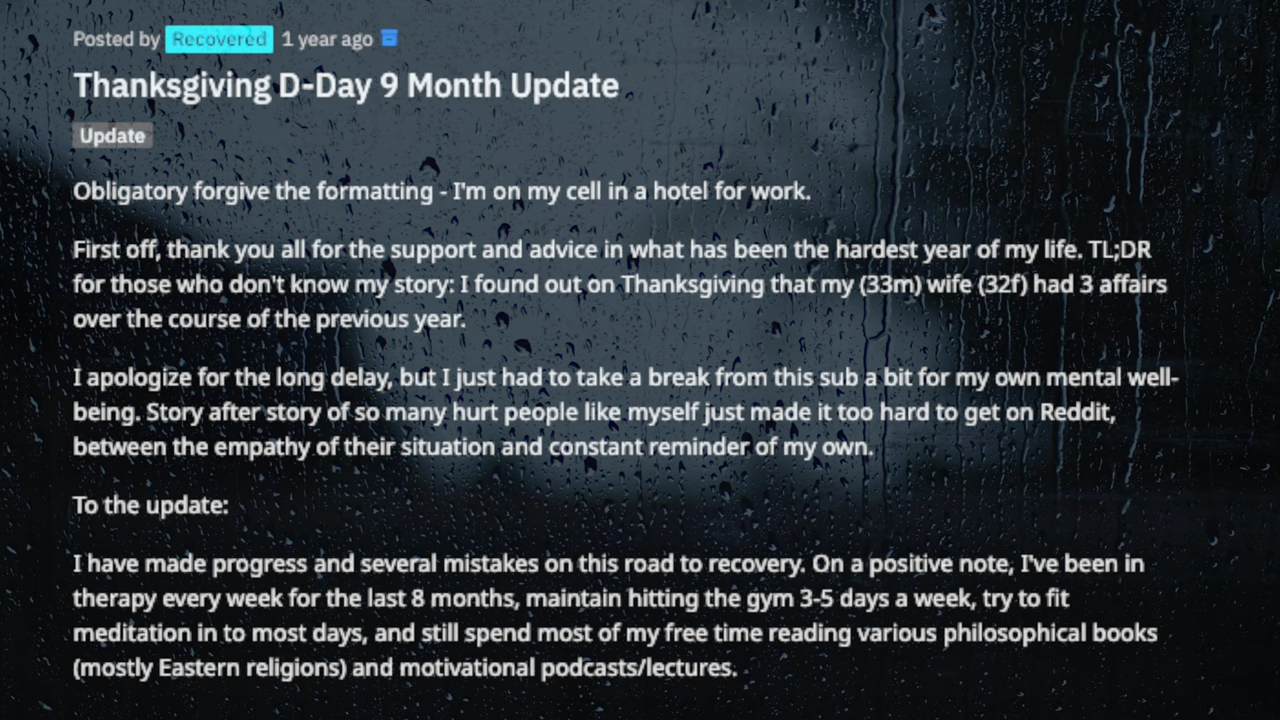 Posted by Recovered 1 year ago
Thanksgiving D-Day 9 Month Update
Update
Obligatory forgive the formatting - I'm on my cell in a hotel for work.
First off, thank you all for the support and advice in what has been the hardest year of my life. TL;DR
for those who don't know my story: I found out on Thanksgiving that my (33m) wife (32f) had 3 affairs
over the course of the previous year.
I apologize for the long delay, but I just had to take a break from this sub a bit for my own mental well-
being. Story after story of so many hurt people like myself just made it too hard to get on Reddit,
between the empathy of their situation and constant reminder of my own.
To the update:
I have made progress and several mistakes on this road to recovery. On a positive note, I've been in
therapy every week for the last 8 months, maintain hitting the gym 3-5 days a week, try to fit
meditation in to most days, and still spend most of my free time reading various philosophical books
(mostly Eastern religions) and motivational podcasts/lectures.